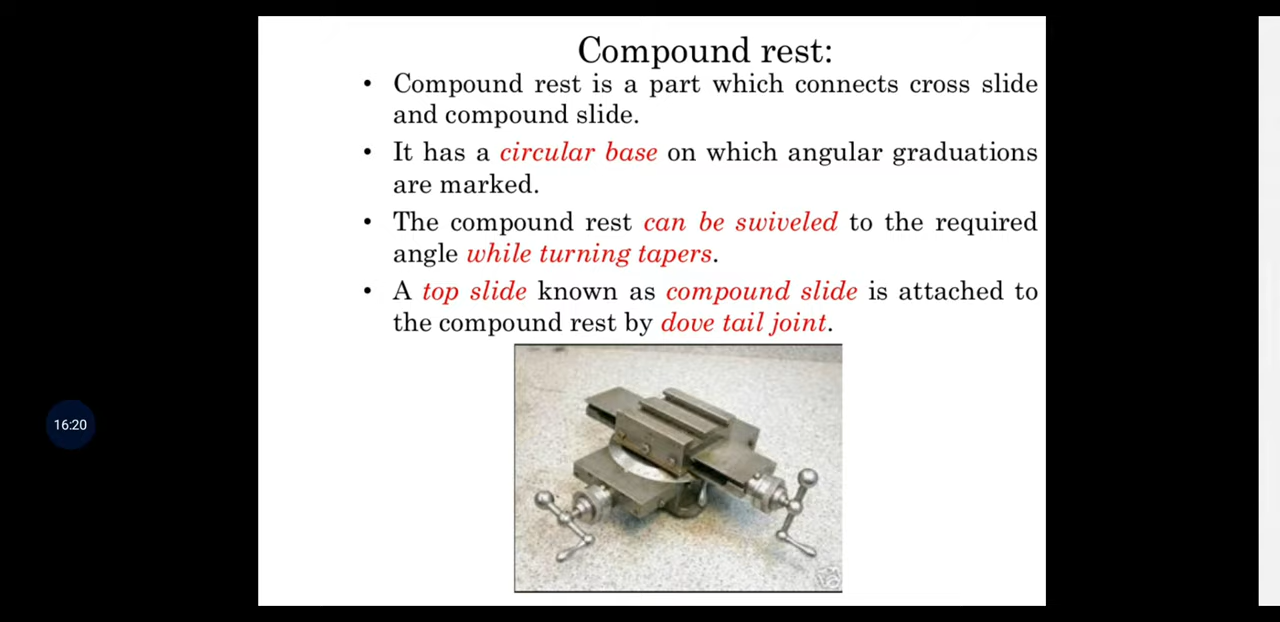 Compound rest:
• Compound rest is a part which connects cross slide
and compound slide.
• It has a circular base on which angular graduations
are marked.
• The compound rest can be swiveled to the required
angle while turning tapers.
• A top slide known as compound slide is attached to
the compound rest by dove tail joint.
16:20